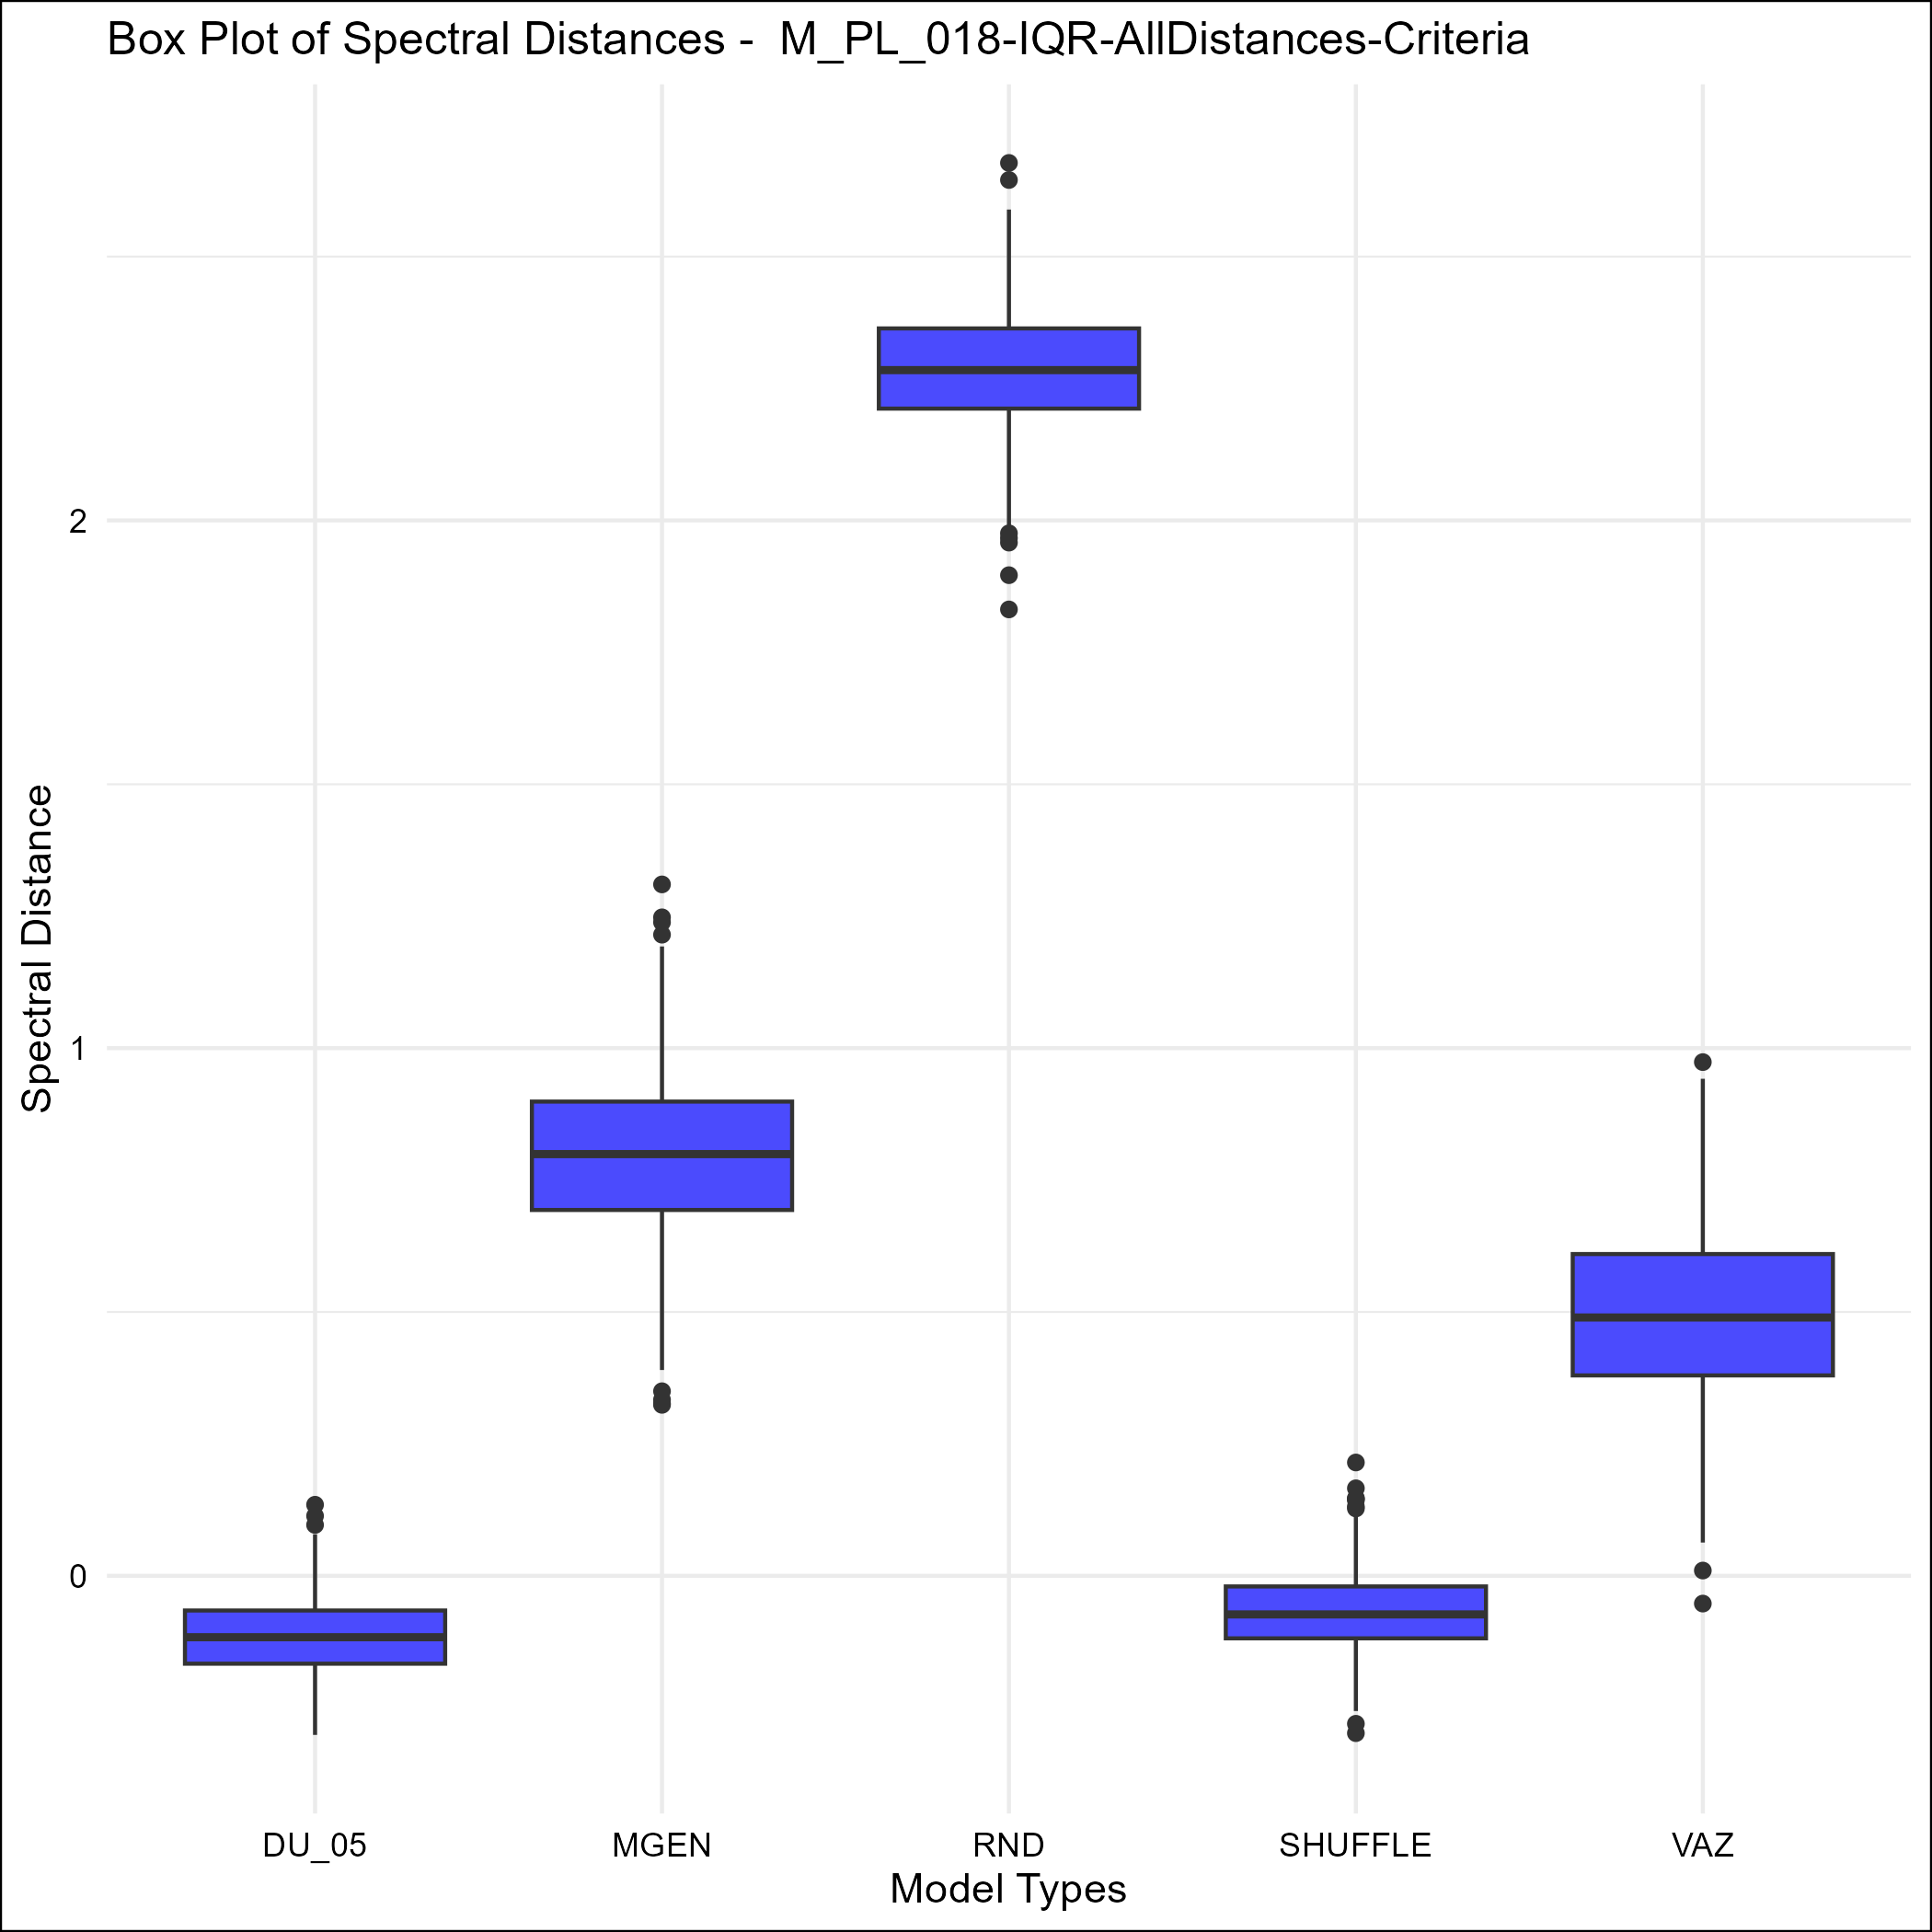 Box Plot of Spectral Distances -  M_PL_018-IQR-AllDistances-Criteria
Spectral Distance
2
1
0
DU_05 MGEN RND SHUFFLE VAZ
Model Types